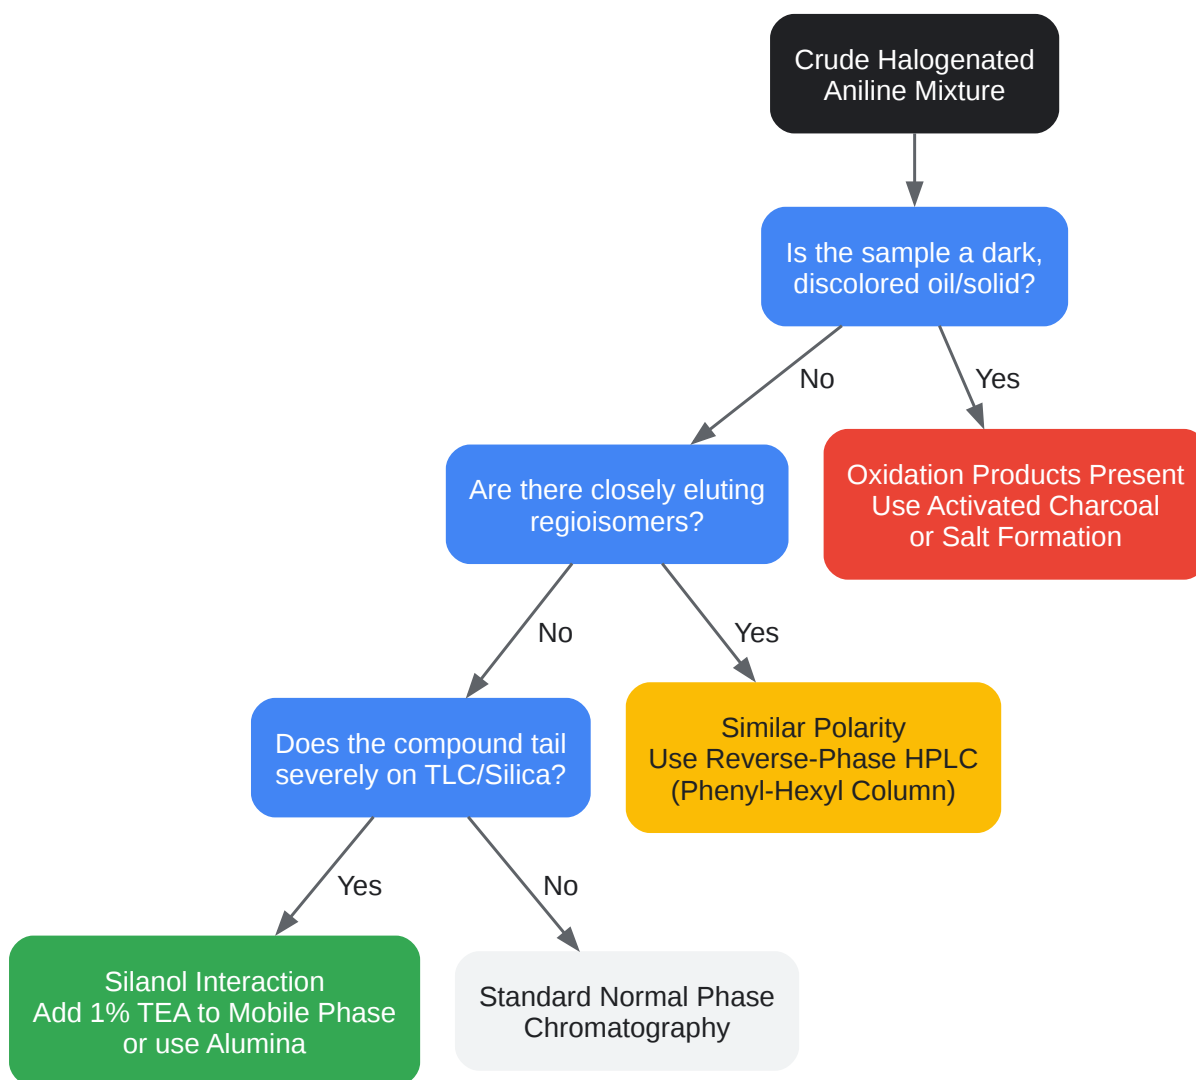 Crude Halogenated
Aniline Mixture
Is the sample a dark,
discolored oil/solid?
No
Yes
Are there closely eluting
regioisomers?
Oxidation Products Present
Use Activated Charcoal
or Salt Formation
No
Yes
Does the compound tail
severely on TLC/Silica?
Similar Polarity
Use Reverse-Phase HPLC
(Phenyl-Hexyl Column)
Yes
No
Silanol Interaction
Add 1% TEA to Mobile Phase
or use Alumina
Standard Normal Phase
Chromatography